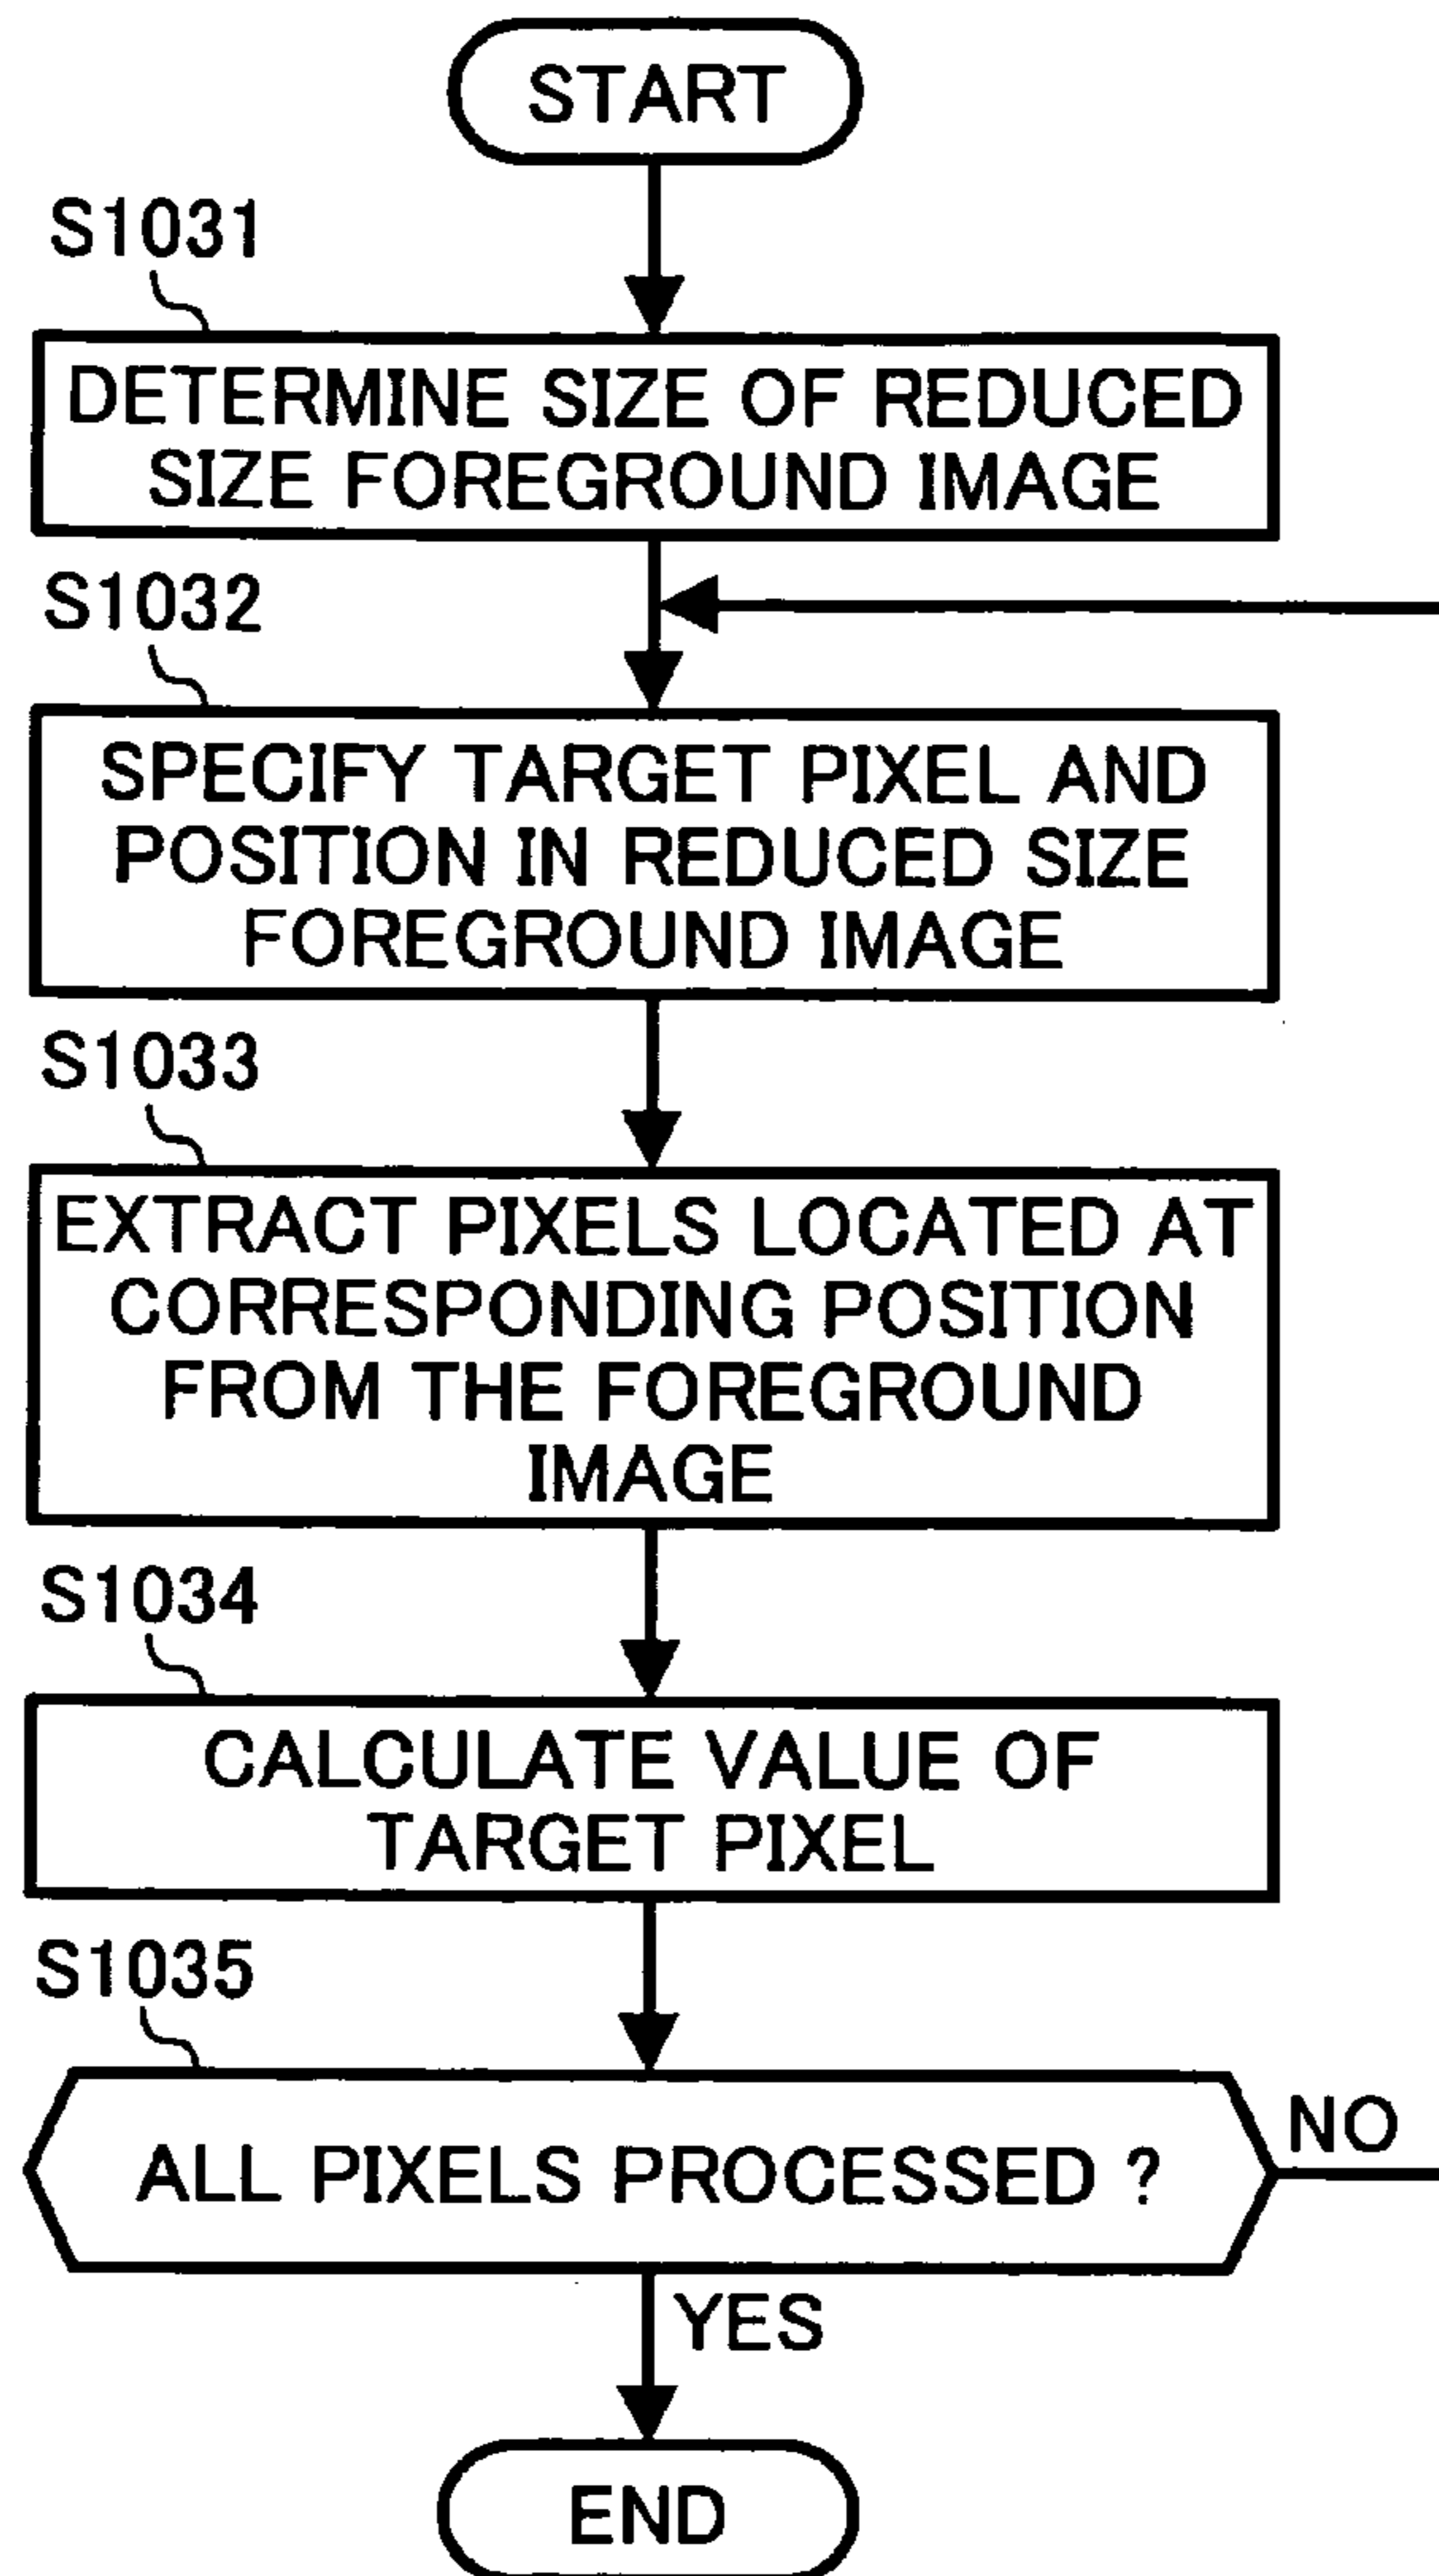 START
S1031
DETERMINE SIZE OF REDUCED
SIZE FOREGROUND IMAGE
S1032
SPECIFY TARGET PIXEL AND
POSITION IN REDUCED SIZE
FOREGROUND IMAGE
S1033
EXTRACT PIXELS LOCATED AT
CORRESPONDING POSITION
FROM THE FOREGROUND
IMAGE
S1034
CALCULATE VALUE OF
TARGET PIXEL
S1035
ALL PIXELS PROCESSED ?
NO
YES
END